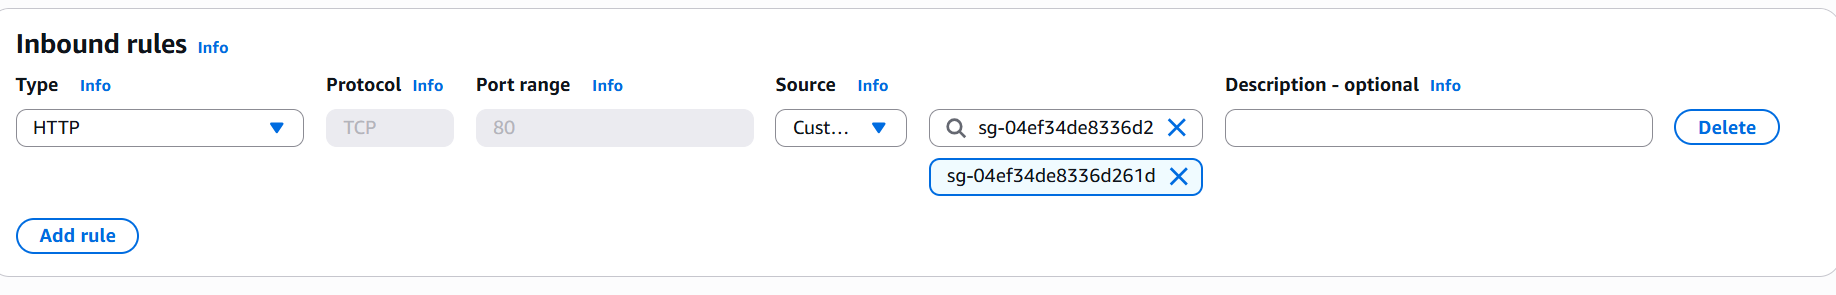 Inbound rules Info
Type Info Protocol Info Port range Info Source Info Description - optional Info
HTTP TCP 80 Cust... sg-04ef34de8336d2 Delete
sg-04ef34de8336d261d
Add rule